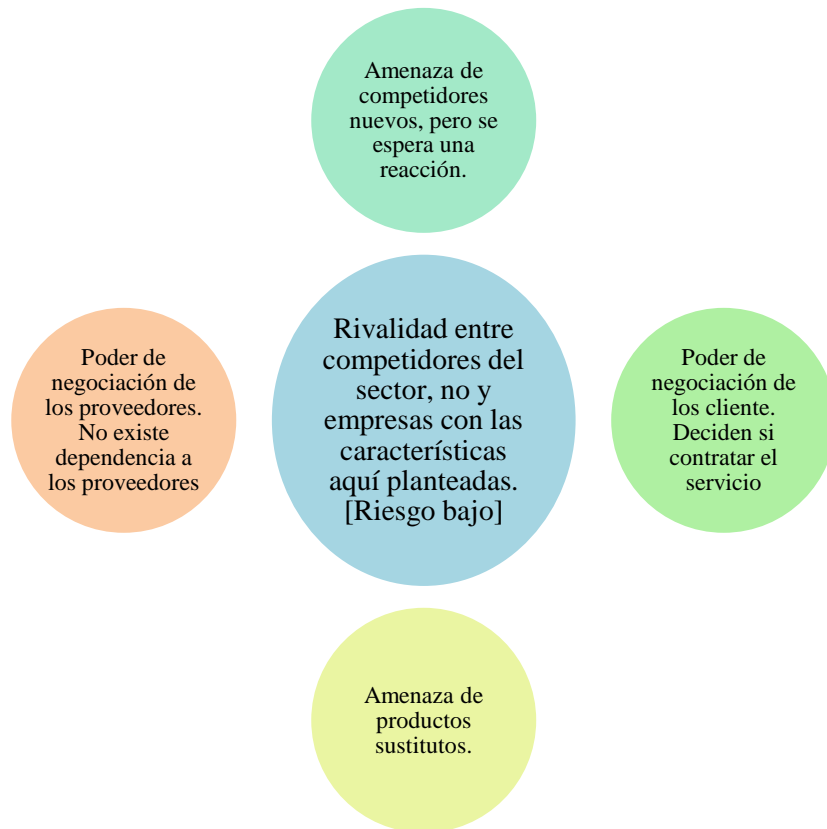 Amenaza de
competidores
nuevos, pero se
espera una
reacción.
Poder de
negociación de
los proveedores.
No existe
dependencia a
los proveedores
Rivalidad entre
competidores del
sector, no y
empresas con las
características
aquí planteadas.
[Riesgo bajo]
Poder de
negociación de
los cliente.
Deciden si
contratar el
servicio
Amenaza de
productos
sustitutos.